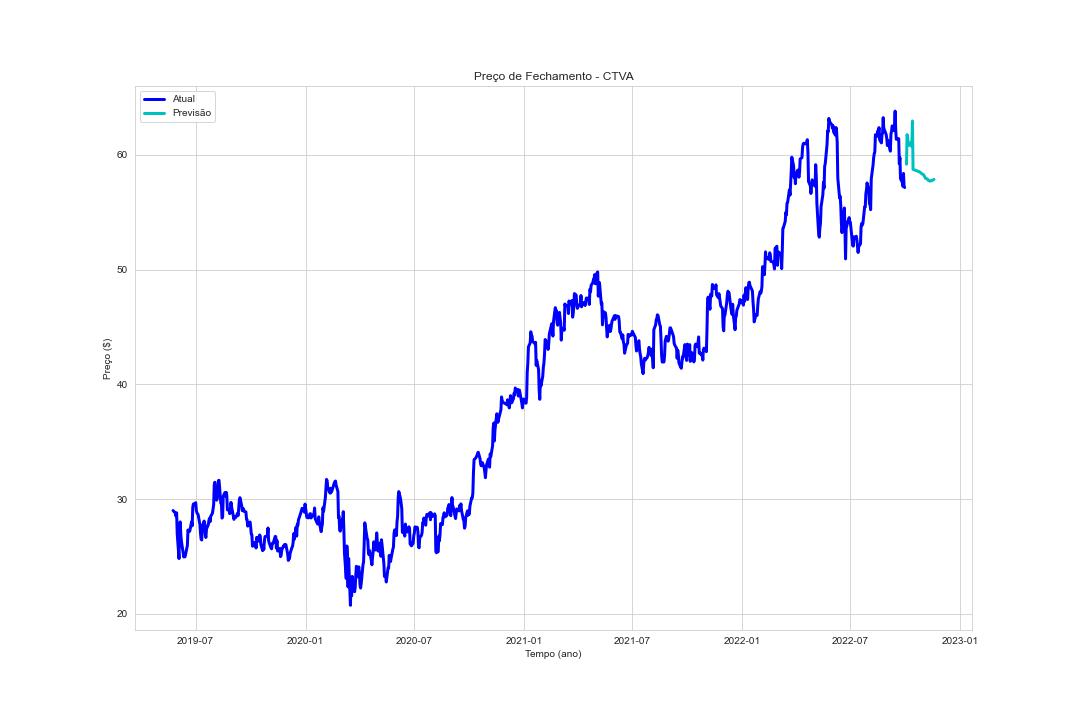 Preço de Fechamento - CTVA
Atual
Previsão
Preço ($)
60
50
40
30
20
2019-07
2020-01
2020-07
2021-01
2021-07
2022-01
2022-07
2023-01
Tempo (ano)